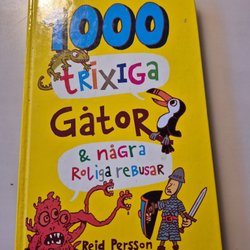 1000
TRiXiGA
GÅTOR
& NÅGRA
ROLiGA REBUSAR
Reid Persson